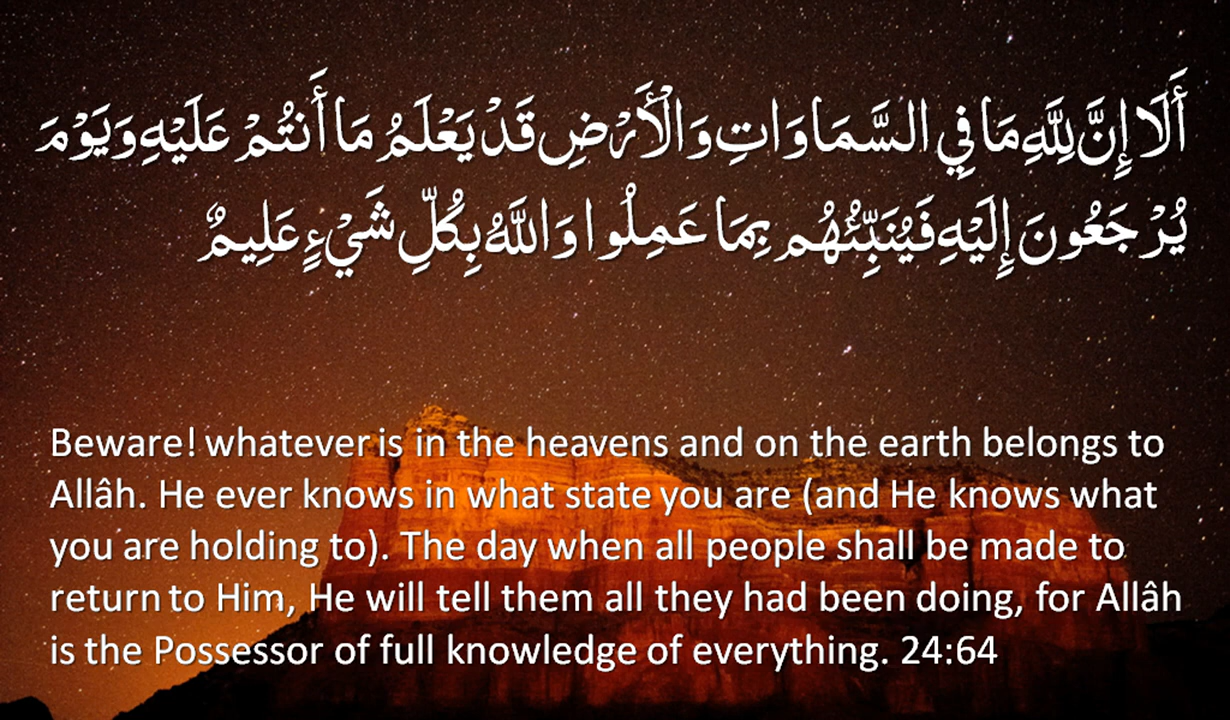 أَلَا إِنَّ لِلَّهِ مَا فِي السَّمَاوَاتِ وَالْأَرْضِ قَدْ يَعْلَمُ مَا أَنتُمْ عَلَيْهِ وَيَوْمَ
يُرْجَعُونَ إِلَيْهِ فَيُنَبِّئُهُم بِمَا عَمِلُوا وَاللَّهُ بِكُلِّ شَيْءٍ عَلِيمٌ
Beware! whatever is in the heavens and on the earth belongs to
Allâh. He ever knows in what state you are (and He knows what
you are holding to). The day when all people shall be made to
return to Him, He will tell them all they had been doing, for Allâh
is the Possessor of full knowledge of everything. 24:64